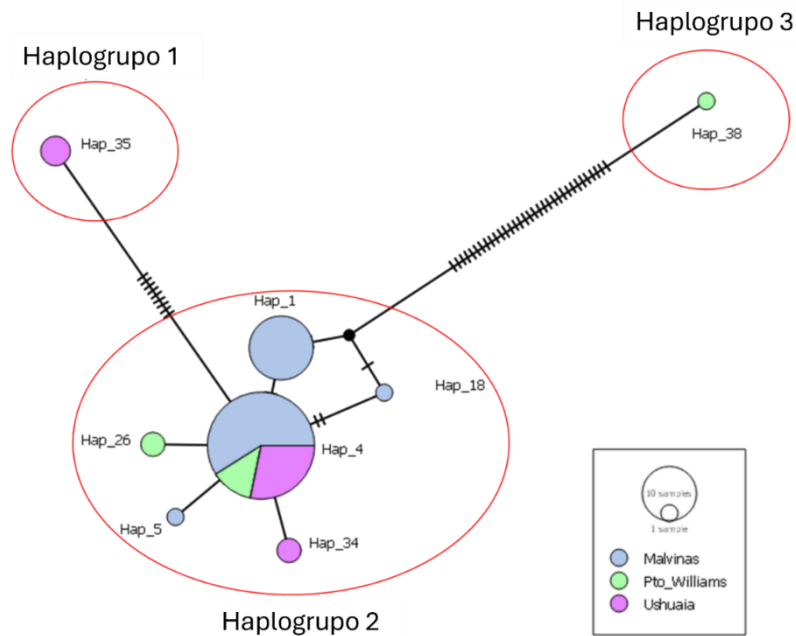 Haplogrupo 3
Haplogrupo 1
Hap_35
Hap_38
Hap_1
Hap_18
Hap_26
Hap_4
Hap_5
Hap_34
Haplogrupo 2
10 samples
1 sample
Malvinas
Pto_Williams
Ushuaia